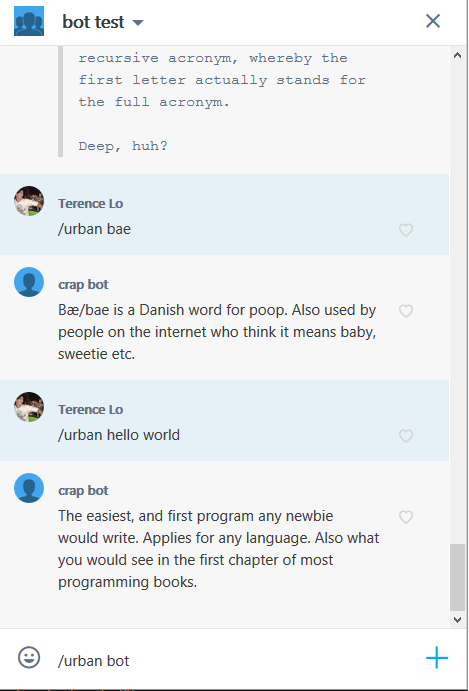 bot test
recursive acronym, whereby the
first letter actually stands for
the full acronym.
Deep, huh?
Terence Lo
/urban bae
crap bot
Bæ/bae is a Danish word for poop. Also used by
people on the internet who think it means baby,
sweetie etc.
Terence Lo
/urban hello world
crap bot
The easiest, and first program any newbie
would write. Applies for any language. Also what
you would see in the first chapter of most
programming books.
/urban bot